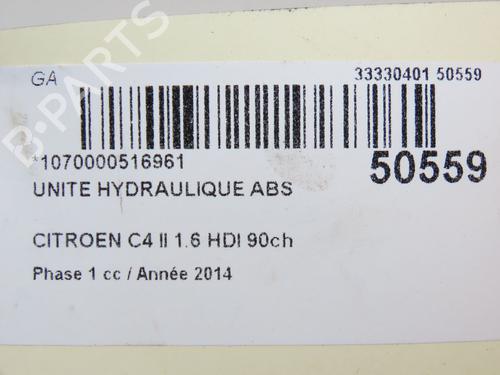 B-PARTS
GA
33330401 50559
*1070000516961
50559
UNITE HYDRAULIQUE ABS
CITROEN C4 II 1.6 HDI 90ch
Phase 1 cc / Année 2014